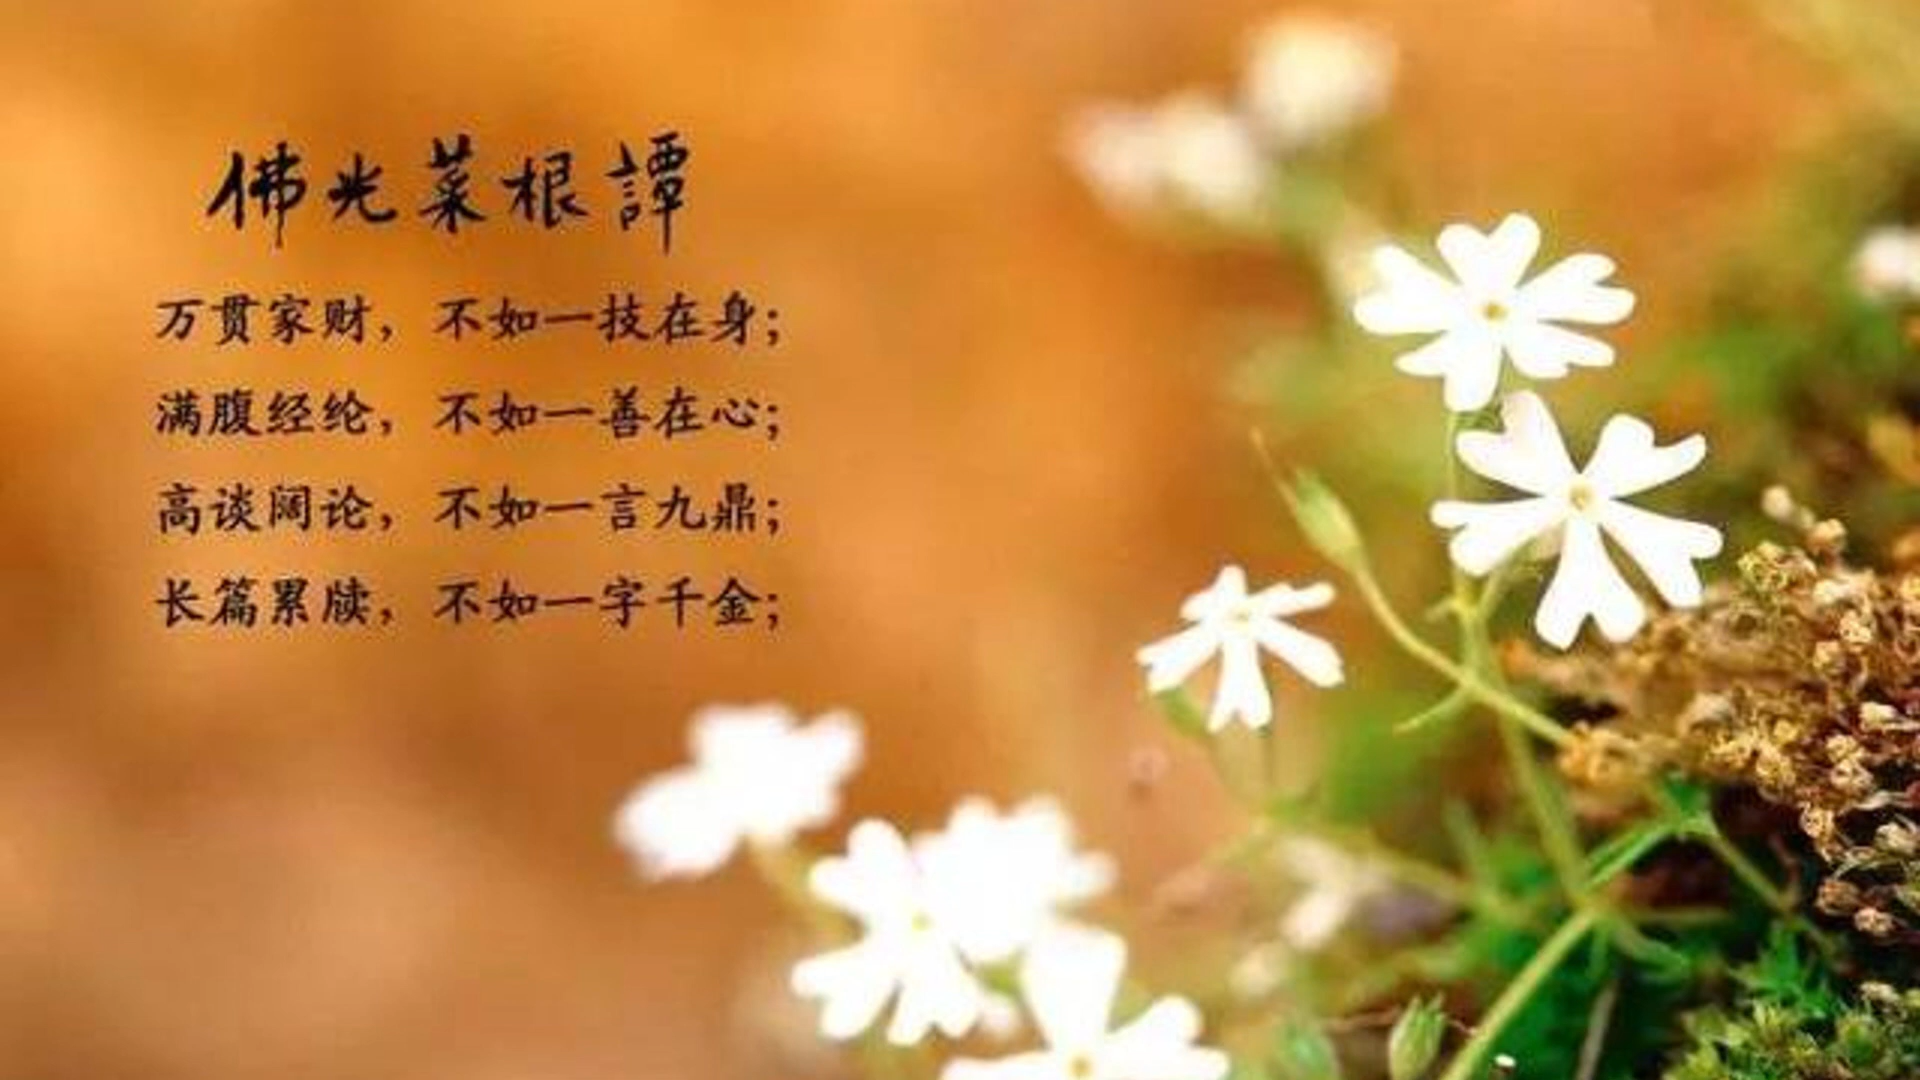 佛光菜根譚
万贯家财，不如一技在身；
满腹经纶，不如一善在心；
高谈阔论，不如一言九鼎；
长篇累牍，不如一字千金；